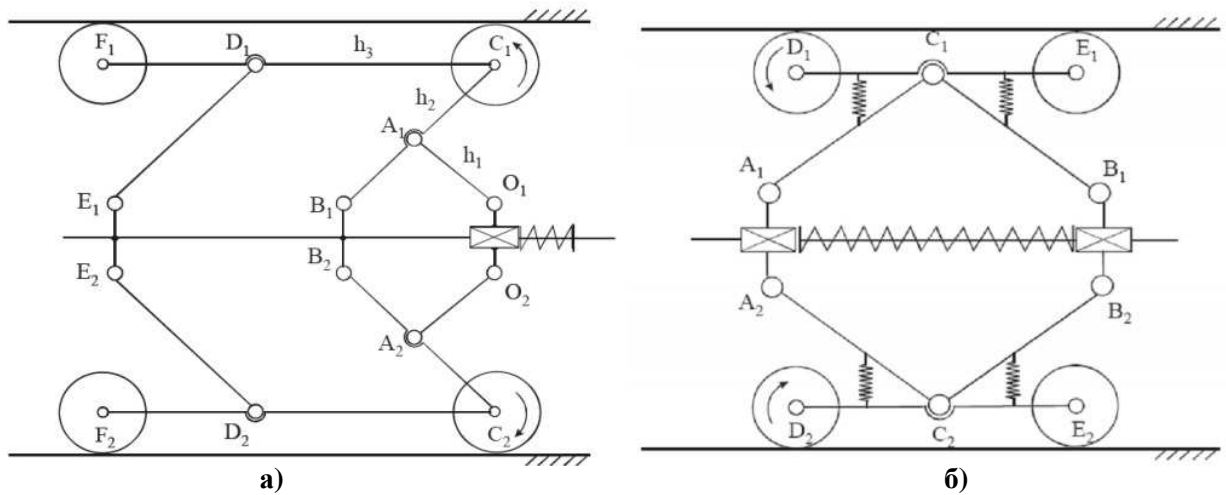 F₁ D₁ h₃ C₁
h₂
A₁
h₁
E₁ B₁ O₁
E₂ B₂ O₂
A₂
F₂ D₂ C₂
а)
D₁ C₁ E₁
A₁ B₁
A₂ B₂
D₂ C₂ E₂
б)